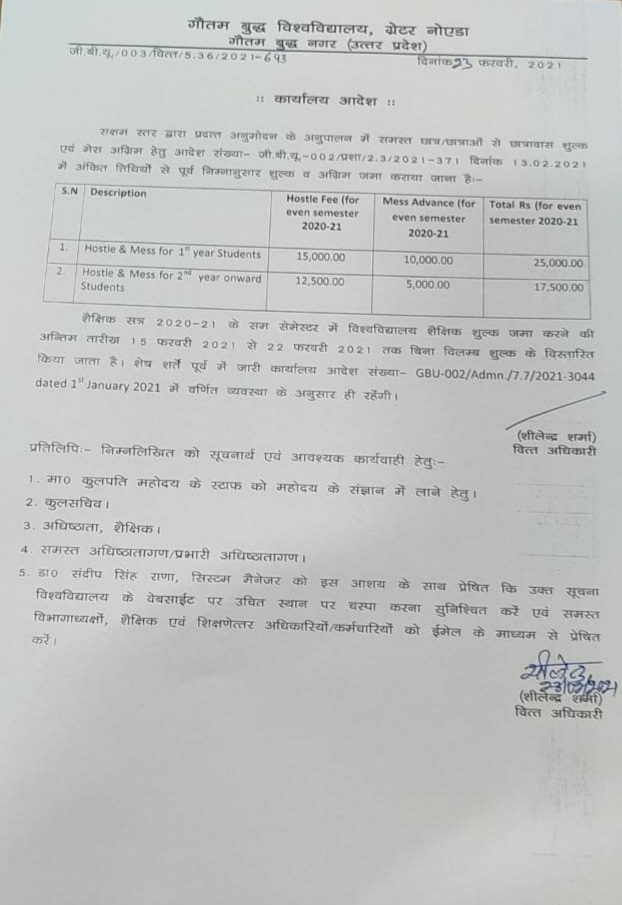 गौतम बुद्ध विश्वविद्यालय, ग्रेटर नोएडा
गौतम बुद्ध नगर (उत्तर प्रदेश)
जी.बी.यू./003/वित्त/5.36/2021-643 दिनांक 23 फरवरी, 2021
:: कार्यालय आदेश ::
सक्षम स्तर द्वारा प्रदत्त अनुमोदन के अनुपालन में समस्त छात्र/छात्राओं से छात्रावास शुल्क
एवं मेस अग्रिम हेतु आदेश संख्या- जी.बी.यू.-002/प्रशा/2.3/2021-371 दिनांक 13.02.2021
में अंकित तिथियों से पूर्व निम्नानुसार शुल्क व अग्रिम जमा कराया जाना है:-
S.N Description Hostle Fee (for even semester 2020-21 Mess Advance (for even semester 2020-21 Total Rs (for even semester 2020-21
1. Hostle & Mess for 1st year Students 15,000.00 10,000.00 25,000.00
2. Hostle & Mess for 2nd year onward Students 12,500.00 5,000.00 17,500.00
शैक्षिक सत्र 2020-21 के सम सेमेस्टर में विश्वविद्यालय शैक्षिक शुल्क जमा करने की
अन्तिम तारीख 15 फरवरी 2021 से 22 फरवरी 2021 तक बिना विलम्ब शुल्क के विस्तारित
किया जाता है। शेष शर्ते पूर्व में जारी कार्यालय आदेश संख्या- GBU-002/Admn./7.7/2021-3044
dated 1st January 2021 में वर्णित व्यवस्था के अनुसार ही रहेंगी।
(शीलेन्द्र शर्मा)
वित्त अधिकारी
प्रतिलिपि:- निम्नलिखित को सूचनार्थ एवं आवश्यक कार्यवाही हेतु:-
1. मा0 कुलपति महोदय के स्टाफ को महोदय के संज्ञान में लाने हेतु।
2. कुलसचिव।
3. अधिष्ठाता, शैक्षिक।
4. समस्त अधिष्ठातागण/प्रभारी अधिष्ठातागण।
5. डा0 संदीप सिंह राणा, सिस्टम मैनेजर को इस आशय के साथ प्रेषित कि उक्त सूचना
विश्वविद्यालय के वेबसाईट पर उचित स्थान पर चस्पा करना सुनिश्चित करें एवं समस्त
विभागाध्यक्षों, शैक्षिक एवं शिक्षणेत्तर अधिकारियों/कर्मचारियों को ईमेल के माध्यम से प्रेषित
करें।
23/02/2021
(शीलेन्द्र शर्मा)
वित्त अधिकारी